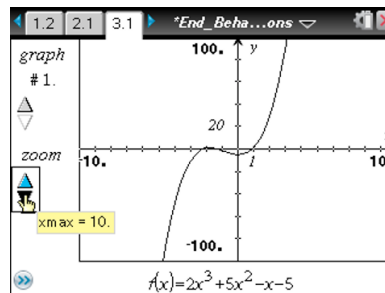 1.2 2.1 3.1 *End_Beha...ons
graph
# 1.
100. y
20
zoom
-10. 1 10
xmax = 10.
-100.
f(x)=2x³+5x²-x-5